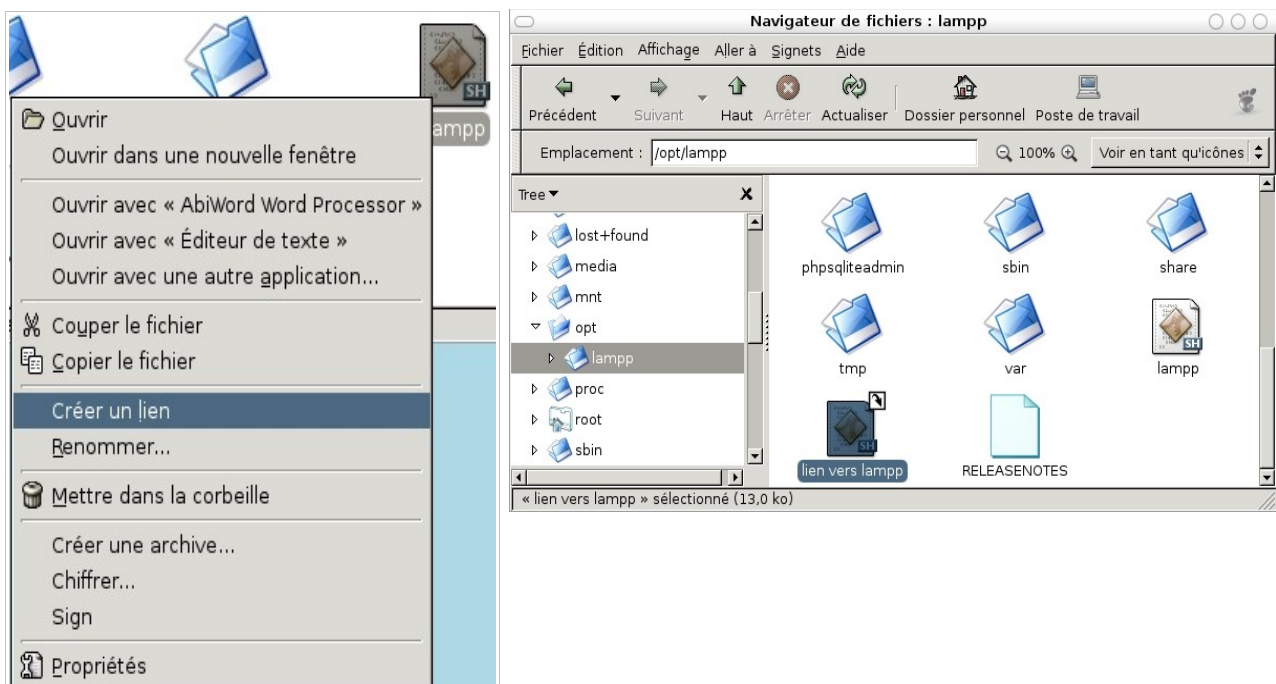 SH
ampp
Ouvrir
Ouvrir dans une nouvelle fenêtre
Ouvrir avec « AbiWord Word Processor »
Ouvrir avec « Éditeur de texte »
Ouvrir avec une autre application...
Couper le fichier
Copier le fichier
Créer un lien
Renommer...
Mettre dans la corbeille
Créer une archive...
Chiffrer...
Sign
Propriétés
Navigateur de fichiers : lampp
Fichier Édition Affichage Aller à Signets Aide
Précédent Suivant Haut Arrêter Actualiser Dossier personnel Poste de travail
Emplacement : /opt/lampp 100% Voir en tant qu'icônes
Tree
lost+found
media
mnt
opt
lampp
proc
root
sbin
phpsqliteadmin sbin share
SH
tmp var lampp
SH
lien vers lampp RELEASENOTES
« lien vers lampp » sélectionné (13,0 ko)